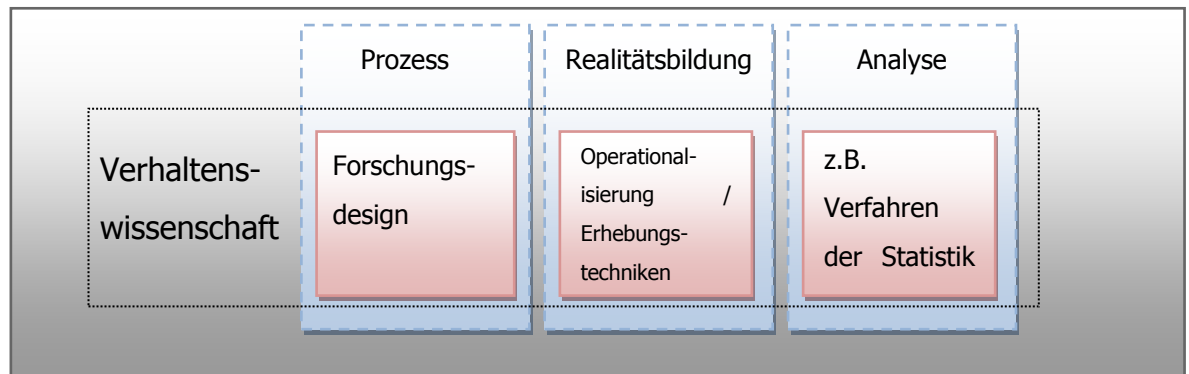 Prozess
Realitätsbildung
Analyse
Verhaltens-
wissenschaft
Forschungs-
design
Operational-
isierung /
Erhebungs-
techniken
z.B.
Verfahren
der Statistik